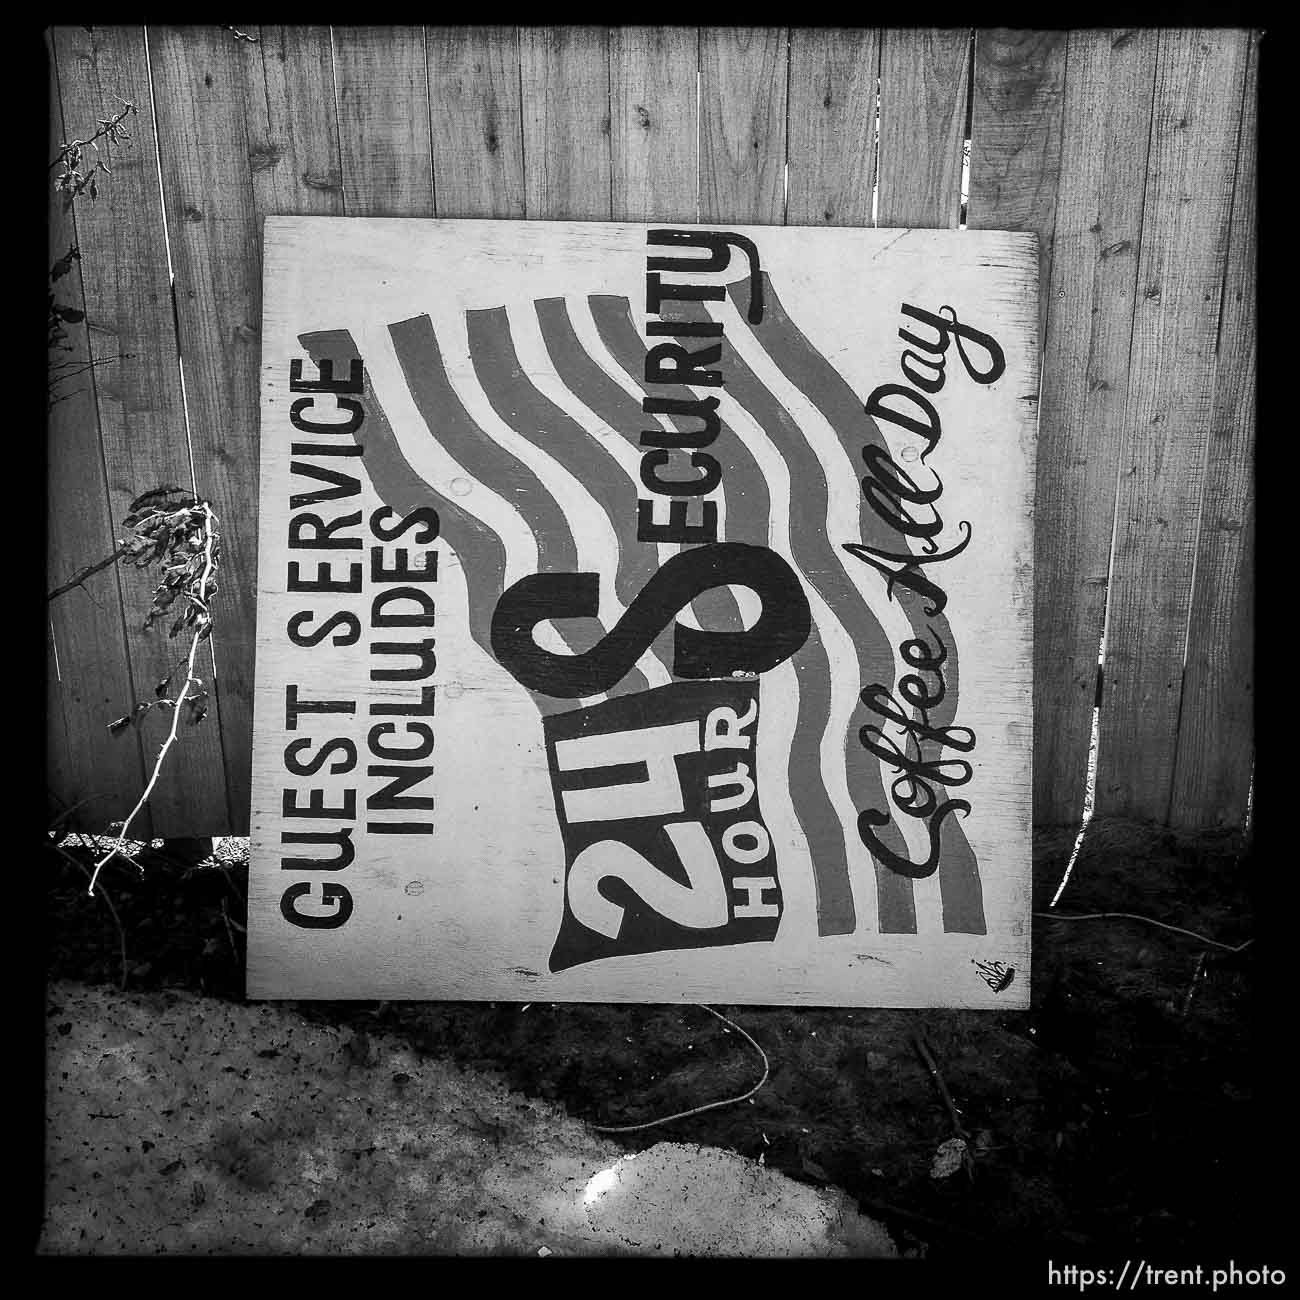 GUEST SERVICE
INCLUDES
24
HOUR
SECURITY
Coffee All Day
https://trent.photo